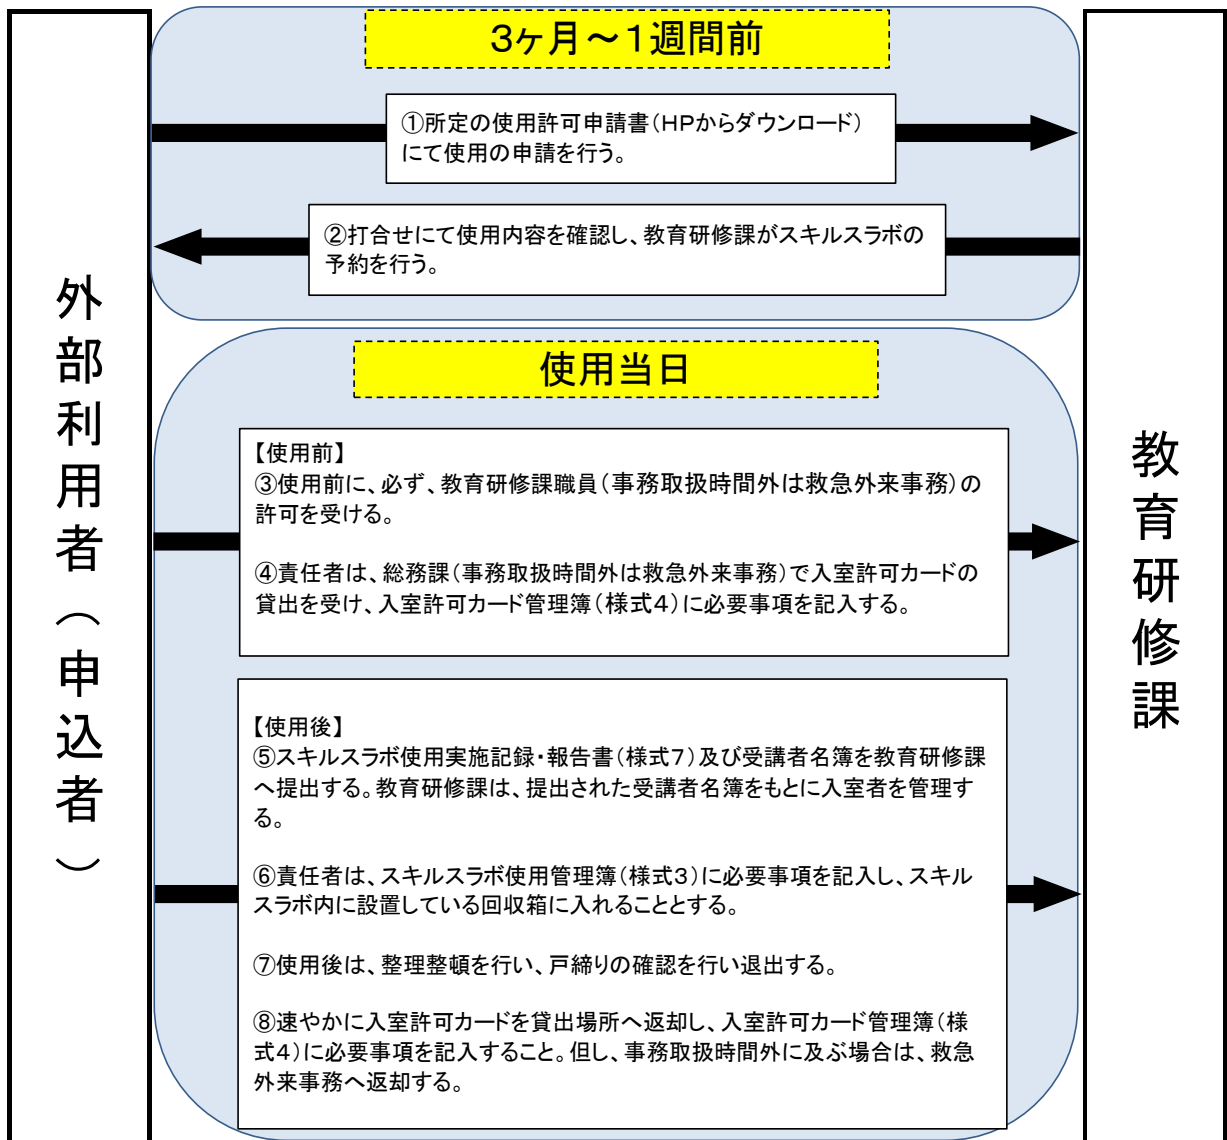 3ヶ月～1週間前
①所定の使用許可申請書(HPからダウンロード)
にて使用の申請を行う。
②打合せにて使用内容を確認し、教育研修課がスキルスラボの
予約を行う。
外部利用者(申込者)
使用当日
【使用前】
③使用前に、必ず、教育研修課職員(事務取扱時間外は救急外来事務)の
許可を受ける。
④責任者は、総務課(事務取扱時間外は救急外来事務)で入室許可カードの
貸出を受け、入室許可カード管理簿(様式4)に必要事項を記入する。
【使用後】
⑤スキルスラボ使用実施記録・報告書(様式7)及び受講者名簿を教育研修課
へ提出する。教育研修課は、提出された受講者名簿をもとに入室者を管理す
る。
⑥責任者は、スキルスラボ使用管理簿(様式3)に必要事項を記入し、スキル
スラボ内に設置している回収箱に入れることとする。
⑦使用後は、整理整頓を行い、戸締りの確認を行い退出する。
⑧速やかに入室許可カードを貸出場所へ返却し、入室許可カード管理簿(様
式4)に必要事項を記入すること。但し、事務取扱時間外に及ぶ場合は、救急
外来事務へ返却する。
教育研修課